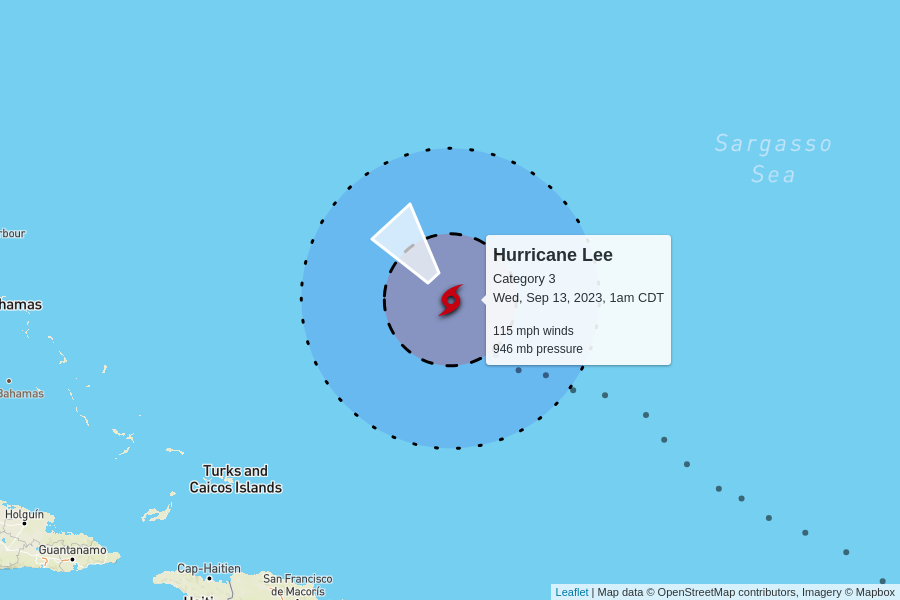 Sargasso
Sea
rbour
Hurricane Lee
Category 3
Wed, Sep 13, 2023, 1am CDT
115 mph winds
946 mb pressure
hamas
Bahamas
Turks and
Caicos Islands
Holguín
Guantanamo
Cap-Haitien
San Francisco
de Macorís
Haiti
Leaflet | Map data © OpenStreetMap contributors, Imagery © Mapbox